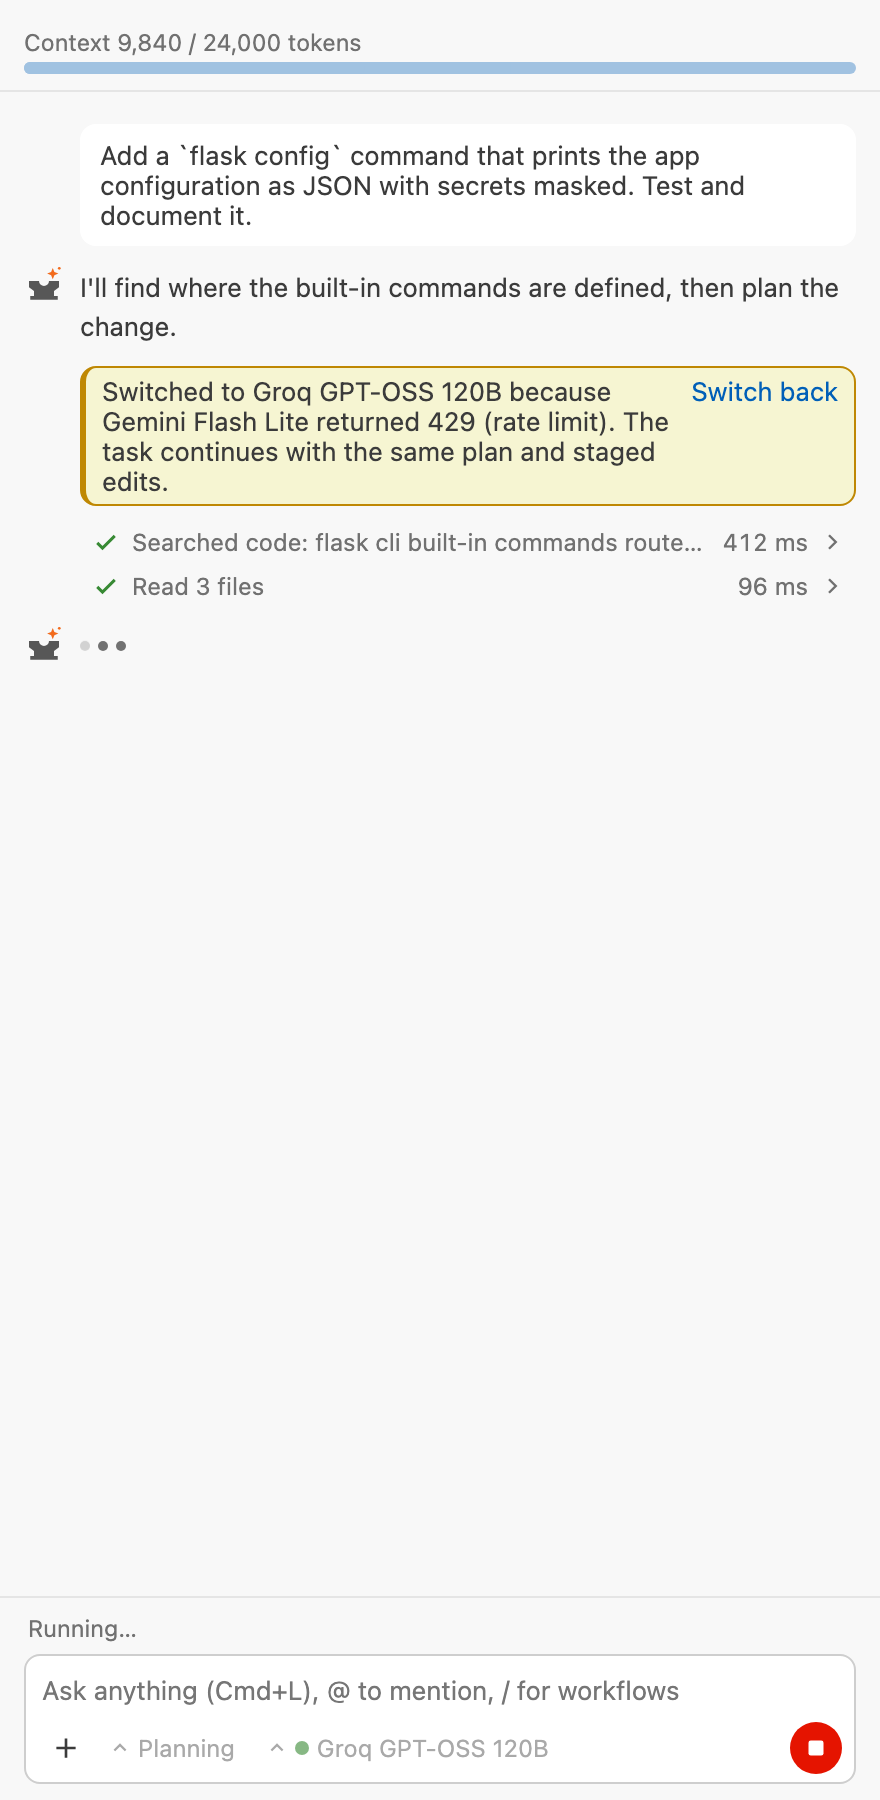 Context 9,840 / 24,000 tokens
Add a `flask config` command that prints the app
configuration as JSON with secrets masked. Test and
document it.
I'll find where the built-in commands are defined, then plan the
change.
Switched to Groq GPT-OSS 120B because
Gemini Flash Lite returned 429 (rate limit). The
task continues with the same plan and staged
edits.
Switch back
Searched code: flask cli built-in commands route... 412 ms
Read 3 files 96 ms
Running...
Ask anything (Cmd+L), @ to mention, / for workflows
Planning Groq GPT-OSS 120B